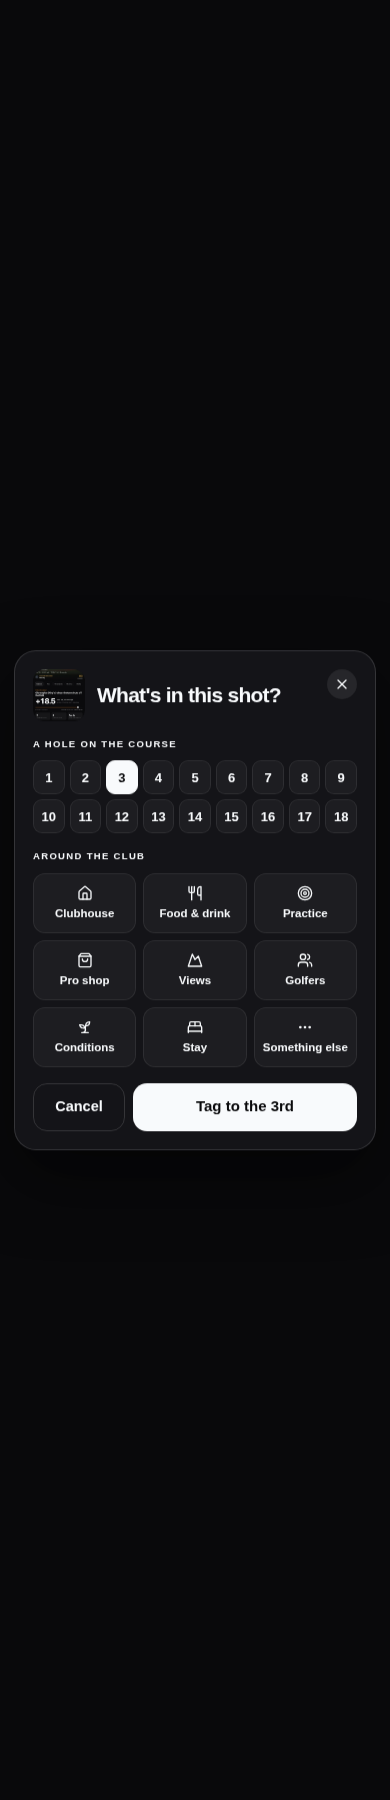 +18.5
What's in this shot?
A HOLE ON THE COURSE
1 2 3 4 5 6 7 8 9
10 11 12 13 14 15 16 17 18
AROUND THE CLUB
Clubhouse Food & drink Practice
Pro shop Views Golfers
Conditions Stay Something else
Cancel Tag to the 3rd